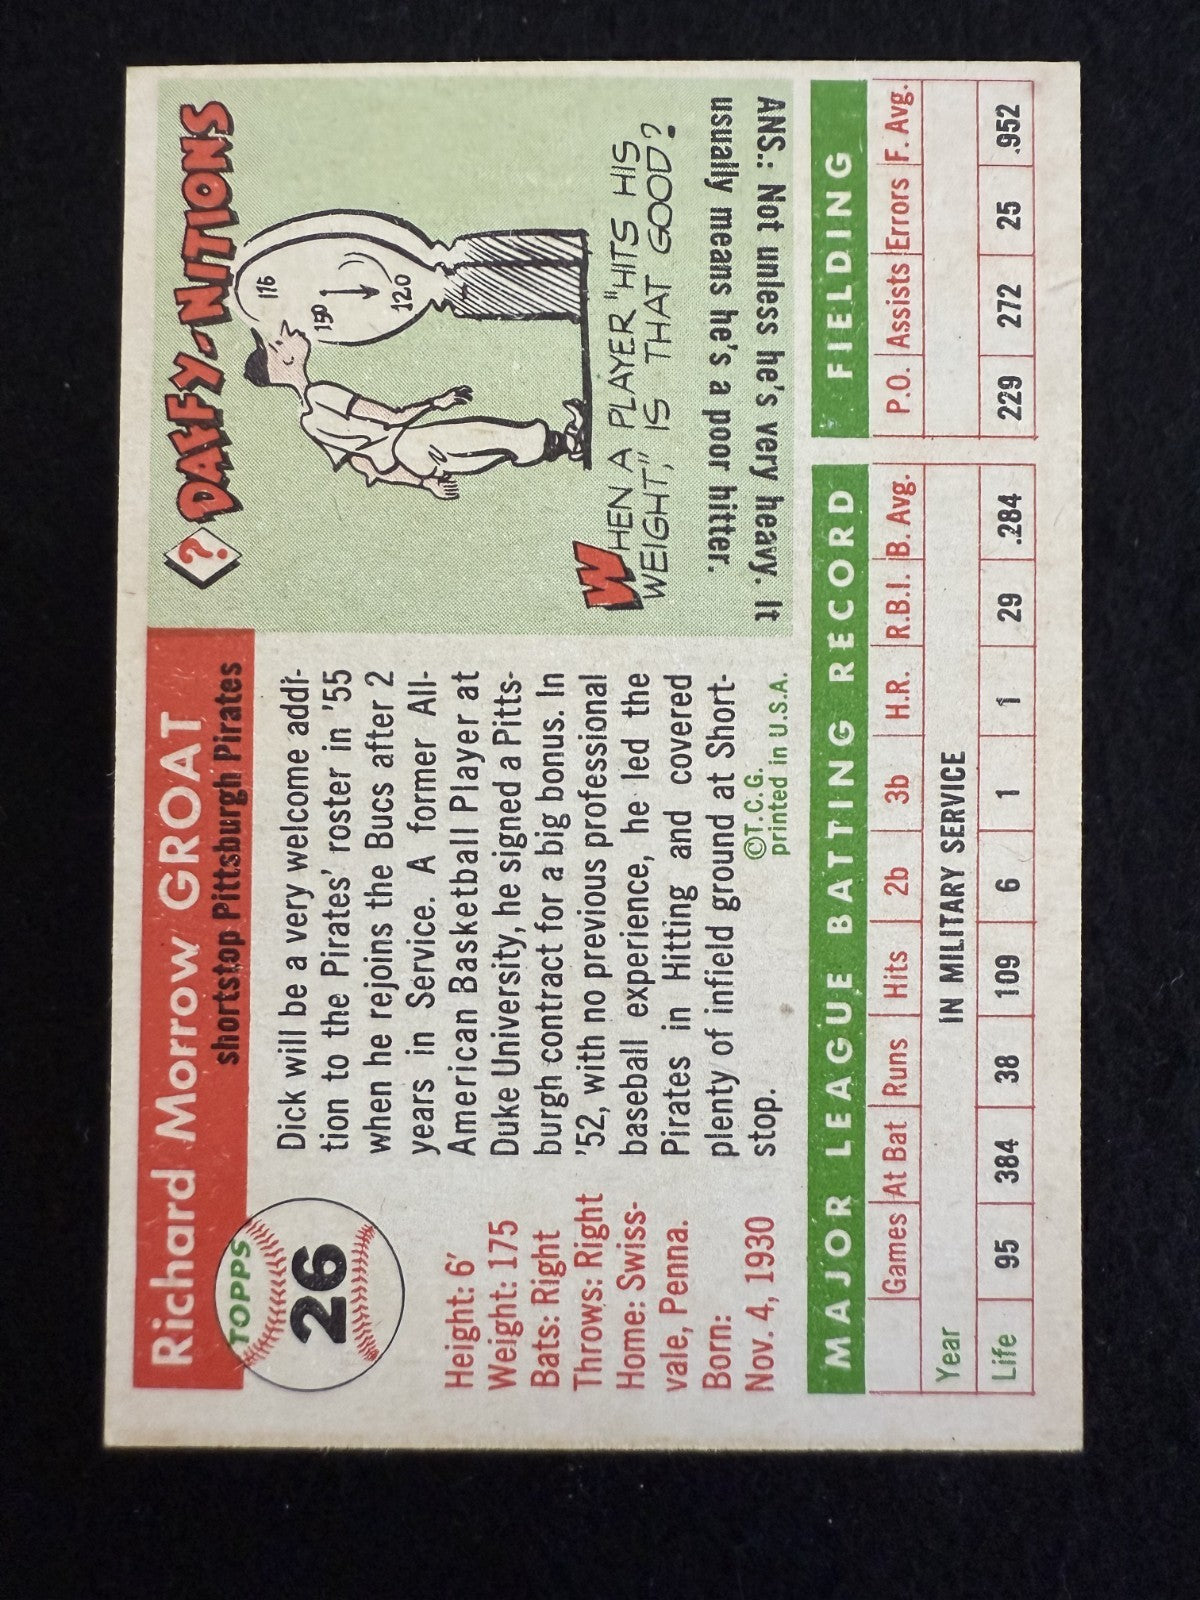 Richard Morrow GROAT
shortstop Pittsburgh Pirates
TOPPS
26
Height: 6'
Weight: 175
Bats: Right
Throws: Right
Home: Swiss-
vale, Penna.
Born:
Nov. 4, 1930
Dick will be a very welcome addi-
tion to the Pirates' roster in '55
when he rejoins the Bucs after 2
years in Service. A former All-
American Basketball Player at
Duke University, he signed a Pitts-
burgh contract for a big bonus. In
'52, with no previous professional
baseball experience, he led the
Pirates in Hitting and covered
plenty of infield ground at Short-
stop.
©T.C.G.
printed in U.S.A.
? DAFFY-NITIONS
176
150
120
WHEN A PLAYER "HITS HIS
WEIGHT," IS THAT GOOD?
ANS.: Not unless he's very heavy. It
usually means he's a poor hitter.
MAJOR LEAGUE BATTING RECORD FIELDING
Games At Bat Runs Hits 2b 3b H.R. R.B.I. B. Avg. P.O. Assists Errors F. Avg.
Year IN MILITARY SERVICE
Life 95 384 38 109 6 1 1 29 .284 229 272 25 .952